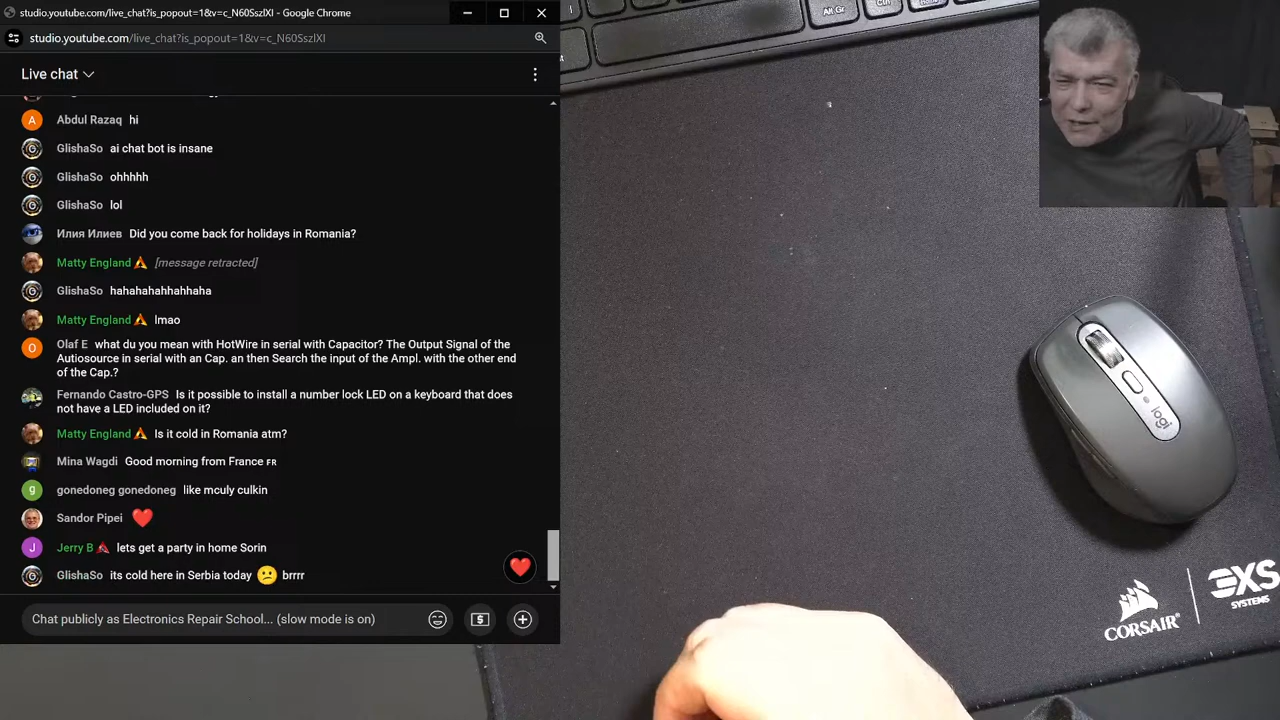 studio.youtube.com/live_chat?is_popout=1&v=c_N60SszlXI - Google Chrome
studio.youtube.com/live_chat?is_popout=1&v=c_N60SszlXI
Live chat
Abdul Razaq hi
GlishaSo ai chat bot is insane
GlishaSo ohhhhh
GlishaSo lol
Илия Илиев Did you come back for holidays in Romania?
Matty England [message retracted]
GlishaSo hahahahahhahhaha
Matty England lmao
Olaf E what du you mean with HotWire in serial with Capacitor? The Output Signal of the
Autiosource in serial with an Cap. an then Search the input of the Ampl. with the other end
of the Cap.?
Fernando Castro-GPS Is it possible to install a number lock LED on a keyboard that does
not have a LED included on it?
Matty England Is it cold in Romania atm?
Mina Wagdi Good morning from France FR
gonedoneg gonedoneg like mculy culkin
Sandor Pipei ❤️
Jerry B lets get a party in home Sorin
GlishaSo its cold here in Serbia today 😕 brrrr
Chat publicly as Electronics Repair School... (slow mode is on)
Alt Gr
Ctrl
logi
CORSAIR
EXS
SYSTEMS